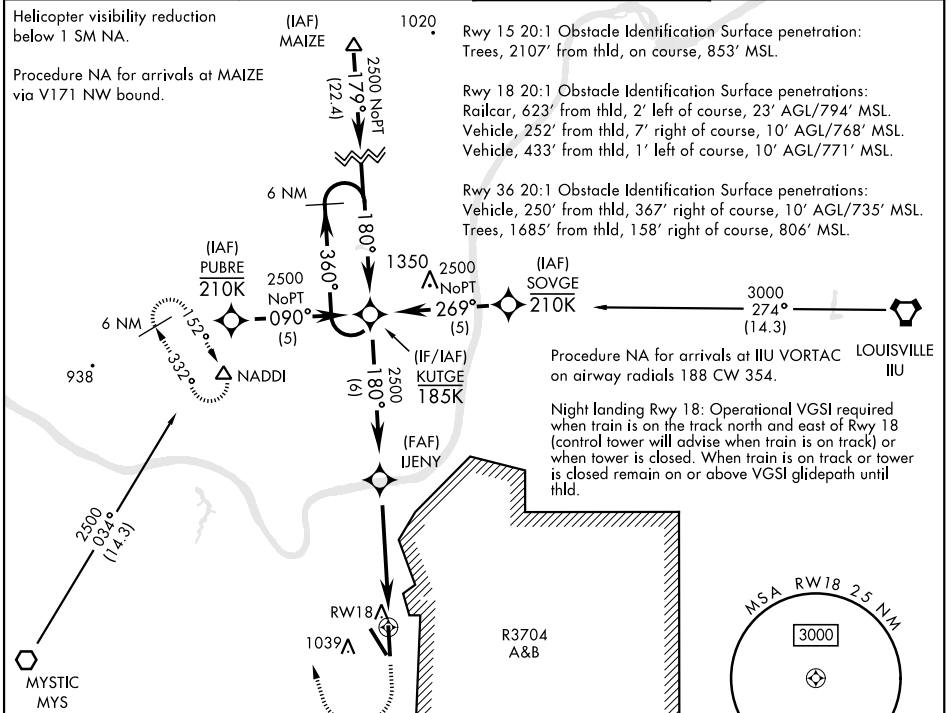 Helicopter visibility reduction
below 1 SM NA.
Procedure NA for arrivals at MAIZE
via V171 NW bound.
(IAF)
MAIZE
1020
2500 NoPT
179°
(22.4)
Rwy 15 20:1 Obstacle Identification Surface penetration:
Trees, 2107' from thld, on course, 853' MSL.
Rwy 18 20:1 Obstacle Identification Surface penetrations:
Railcar, 623' from thld, 2' left of course, 23' AGL/794' MSL.
Vehicle, 252' from thld, 7' right of course, 10' AGL/768' MSL.
Vehicle, 433' from thld, 1' left of course, 10' AGL/771' MSL.
Rwy 36 20:1 Obstacle Identification Surface penetrations:
Vehicle, 250' from thld, 367' right of course, 10' AGL/735' MSL.
Trees, 1685' from thld, 158' right of course, 806' MSL.
6 NM
180°
360°
(IAF)
PUBRE
210K
2500
NoPT
090°
(5)
1350
2500
NoPT
269°
(5)
(IAF)
SOVGE
210K
3000
274°
(14.3)
LOUISVILLE
IIU
6 NM
152°
332°
NADDI
938
(IF/IAF)
KUTGE
185K
2500
180°
(6)
Procedure NA for arrivals at IIU VORTAC
on airway radials 188 CW 354.
Night landing Rwy 18: Operational VGSI required
when train is on the track north and east of Rwy 18
(control tower will advise when train is on track) or
when tower is closed. When train is on track or tower
is closed remain on or above VGSI glidepath until
thld.
(FAF)
IJENY
2500
034°
(14.3)
MYSTIC
MYS
RW18
1039
R3704
A&B
MSA RW18 25 NM
3000